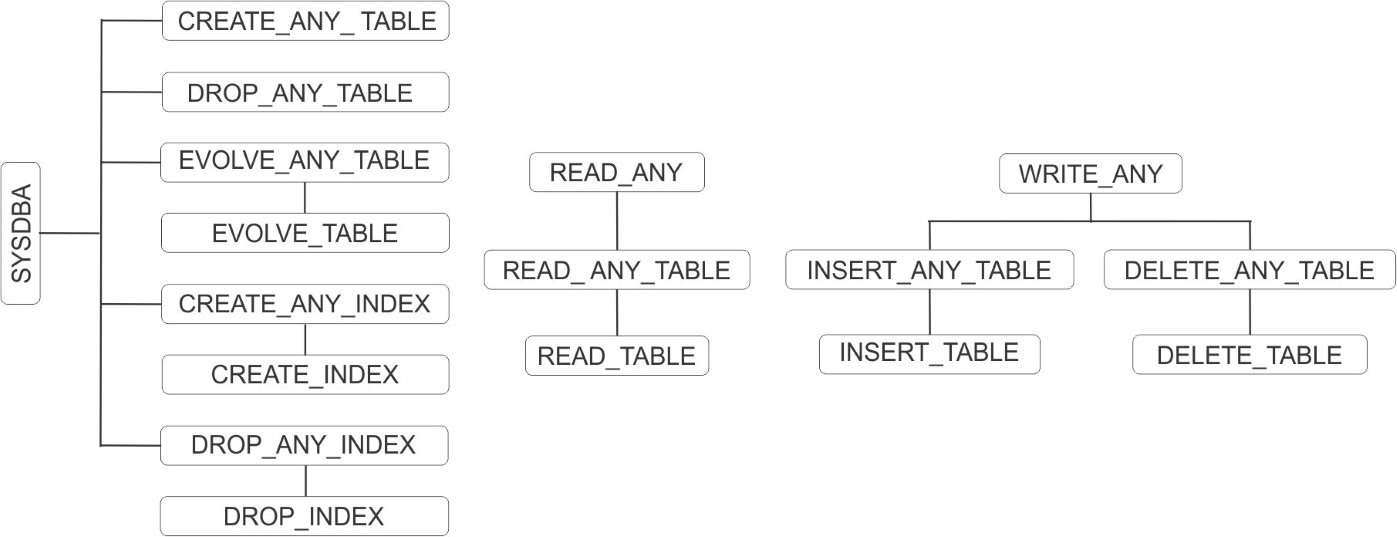 SYSDBA
CREATE_ANY_ TABLE
DROP_ANY_TABLE
EVOLVE_ANY_TABLE
EVOLVE_TABLE
CREATE_ANY_INDEX
CREATE_INDEX
DROP_ANY_INDEX
DROP_INDEX
READ_ANY
READ_ ANY_TABLE
READ_TABLE
WRITE_ANY
INSERT_ANY_TABLE
DELETE_ANY_TABLE
INSERT_TABLE
DELETE_TABLE